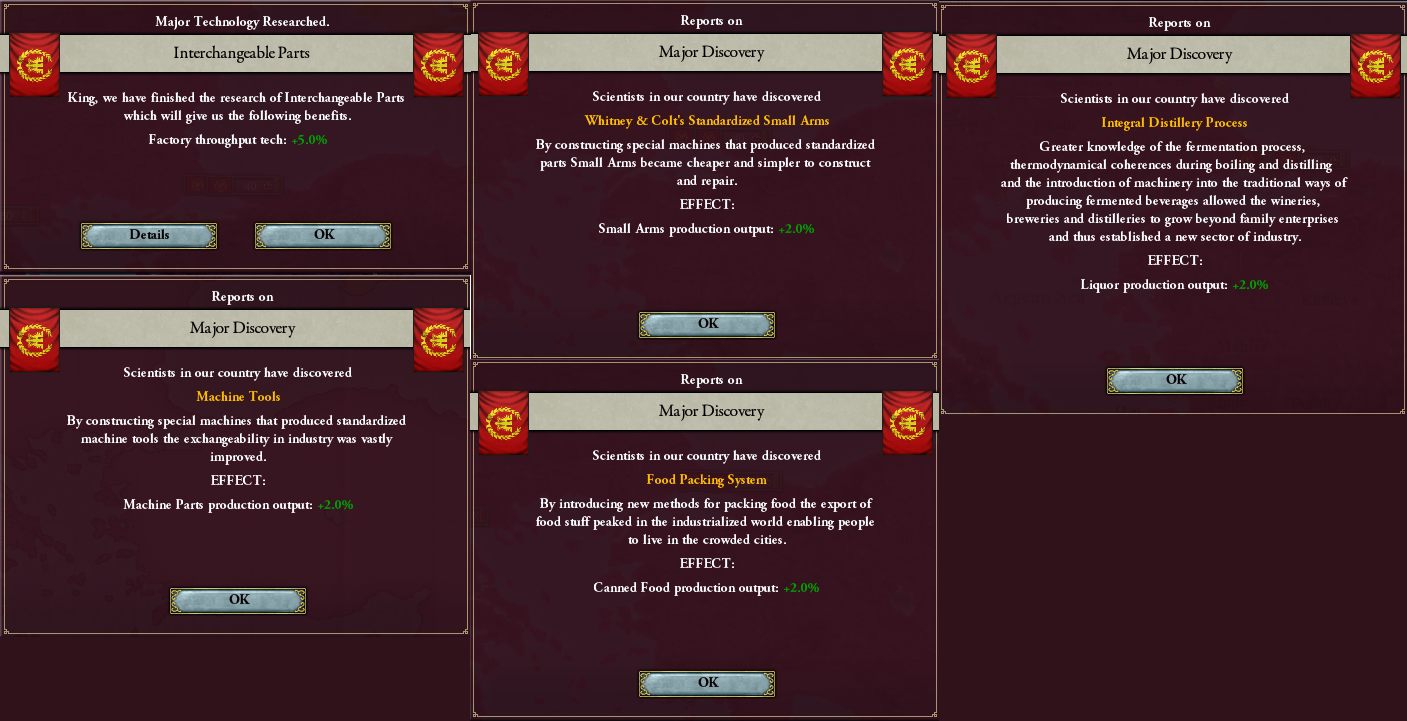 Major Technology Researched.
Interchangeable Parts
King, we have finished the research of Interchangeable Parts
which will give us the following benefits.
Factory throughput tech: +5.0%
Details
OK
Reports on
Major Discovery
Scientists in our country have discovered
Machine Tools
By constructing special machines that produced standardized
machine tools the exchangeability in industry was vastly
improved.
EFFECT:
Machine Parts production output: +2.0%
OK
Reports on
Major Discovery
Scientists in our country have discovered
Whitney & Colt's Standardized Small Arms
By constructing special machines that produced standardized
parts Small Arms became cheaper and simpler to construct
and repair.
EFFECT:
Small Arms production output: +2.0%
OK
Reports on
Major Discovery
Scientists in our country have discovered
Food Packing System
By introducing new methods for packing food the export of
food stuff peaked in the industrialized world enabling people
to live in the crowded cities.
EFFECT:
Canned Food production output: +2.0%
OK
Reports on
Major Discovery
Scientists in our country have discovered
Integral Distillery Process
Greater knowledge of the fermentation process,
thermodynamical coherences during boiling and distilling
and the introduction of machinery into the traditional ways of
producing fermented beverages allowed the wineries,
breweries and distilleries to grow beyond family enterprises
and thus established a new sector of industry.
EFFECT:
Liquor production output: +2.0%
OK